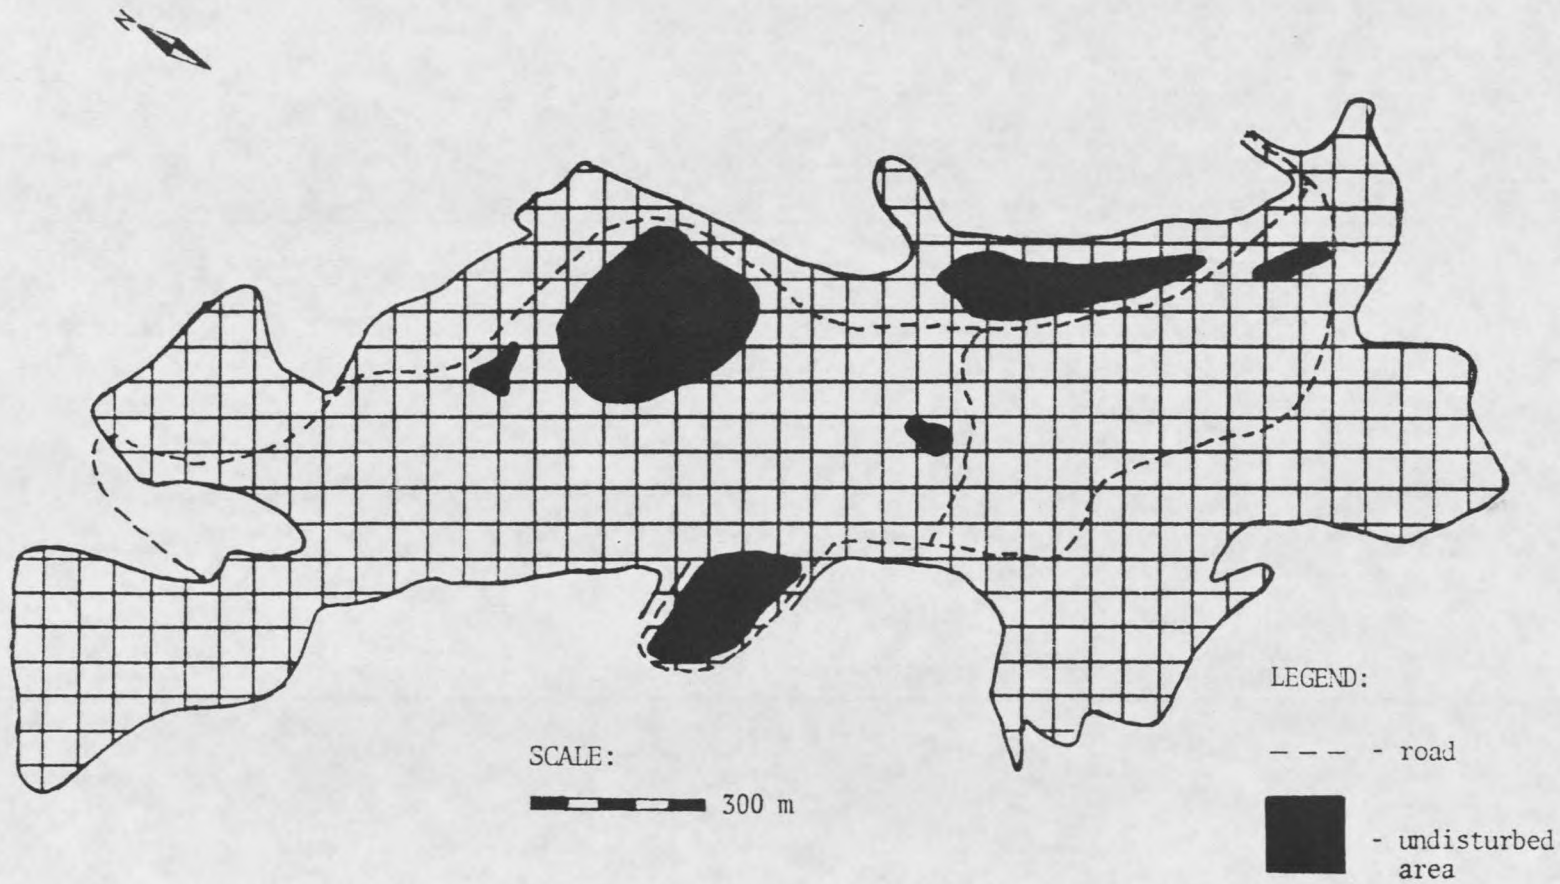 N
SCALE:
300 m
LEGEND:
- road
- undisturbed
area